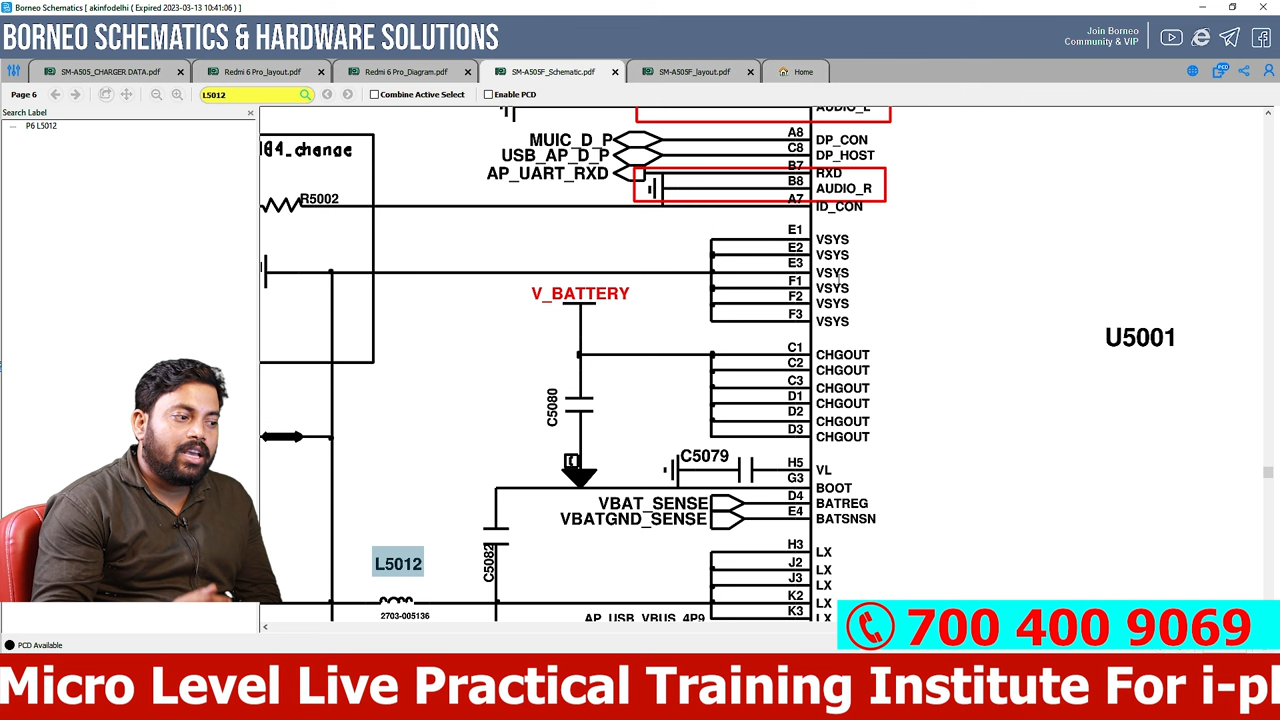 Borneo Schematics ( akinfodelhi ( Expired 2023-03-13 10:41:06 )
BORNEO SCHEMATICS & HARDWARE SOLUTIONS
Join Borneo
Community & VIP
SM-A505_CHARGER DATA.pdf
Redmi 6 Pro_layout.pdf
Redmi 6 Pro_Diagram.pdf
SM-A505F_Schematic.pdf
SM-A505F_layout.pdf
Home
Page 6
L5012
Combine Active Select
Enable PCD
Search Label
P6 L5012
AUDIO_L
MUIC_D_P
A8
DP_CON
USB_AP_D_P
C8
DP_HOST
AP_UART_RXD
B7
RXD
B8
AUDIO_R
R5002
A7
ID_CON
E1
VSYS
E2
VSYS
E3
VSYS
F1
VSYS
F2
VSYS
F3
VSYS
V_BATTERY
U5001
C1
CHGOUT
C2
CHGOUT
C3
CHGOUT
D1
CHGOUT
D2
CHGOUT
D3
CHGOUT
C5080
C5079
H5
VL
G3
BOOT
VBAT_SENSE
D4
BATREG
VBATGND_SENSE
E4
BATSNSN
L5012
2703-005136
C5082
H3
LX
J2
LX
J3
LX
K2
LX
K3
LX
AP_USB_VBUS_4P9
PCD Available
700 400 9069
Micro Level Live Practical Training Institute For i-pl